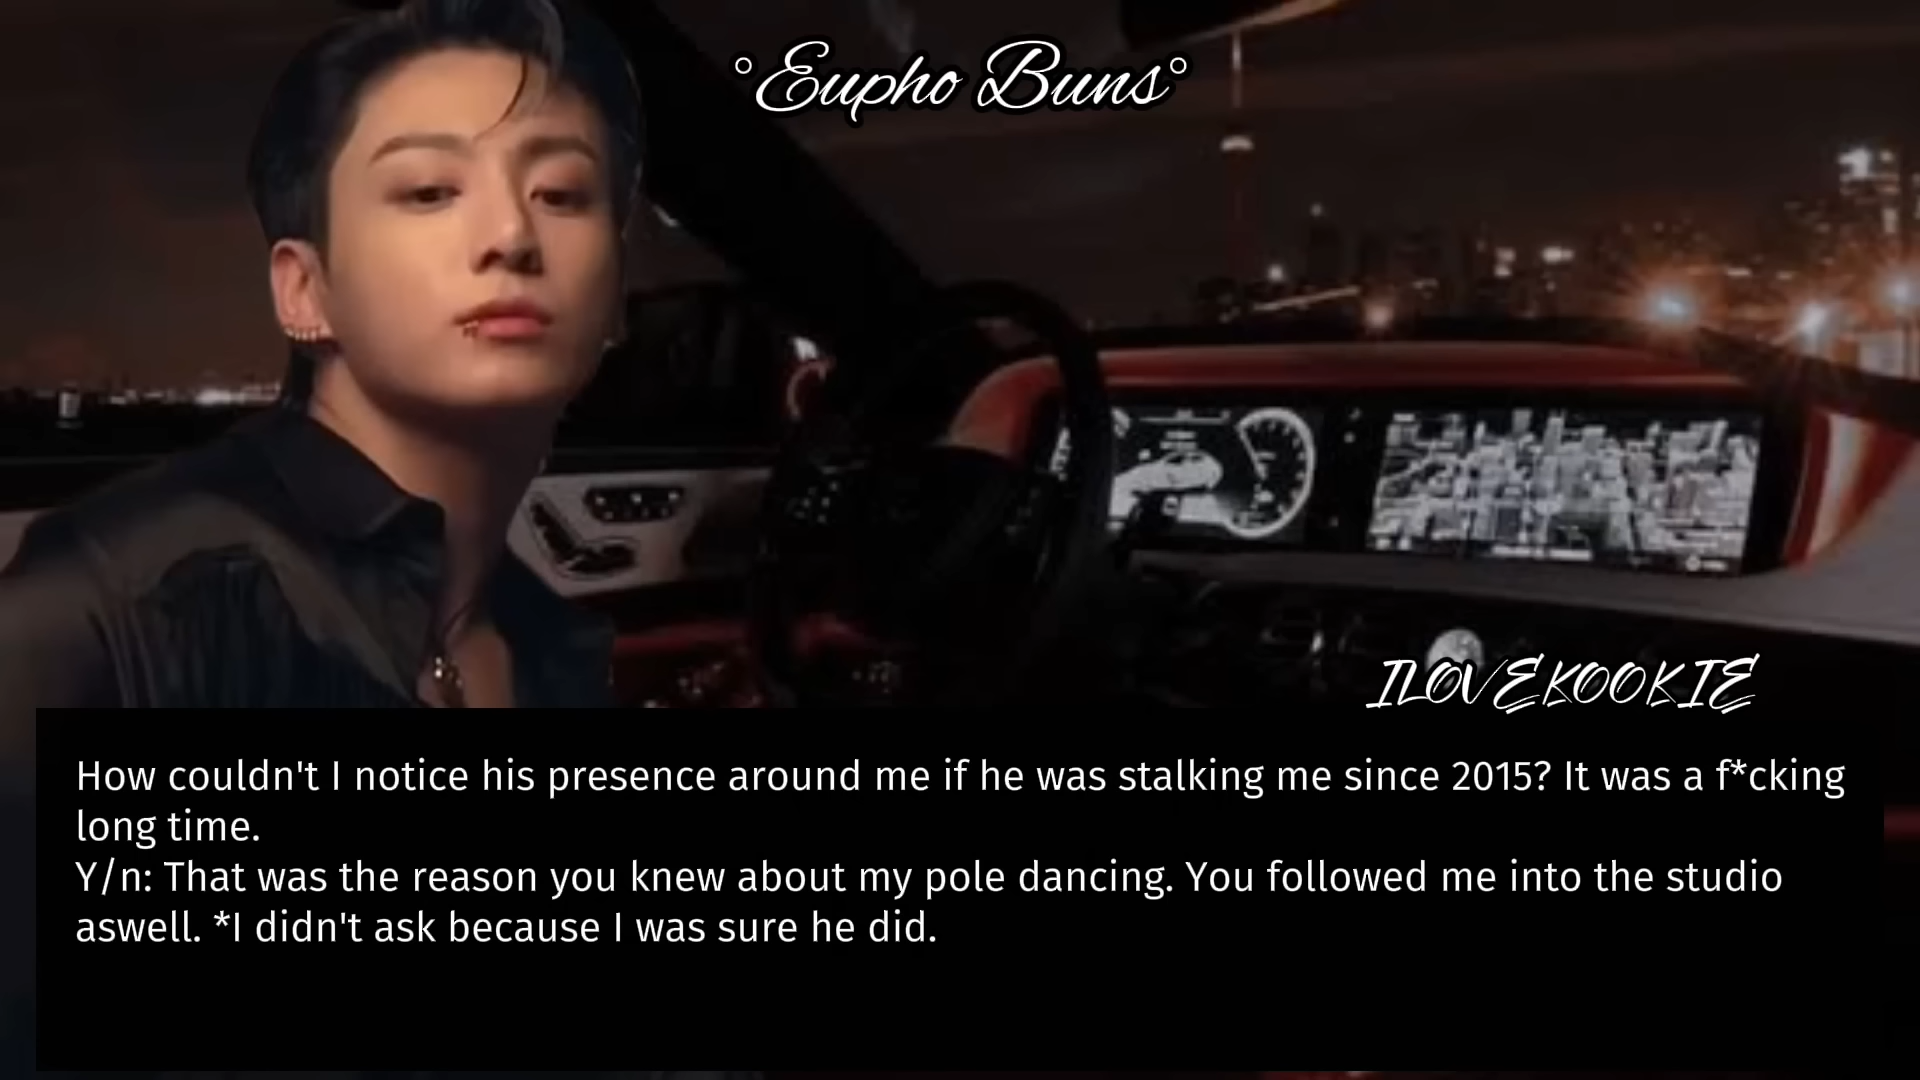 °Eupho Buns°
ILOVEKOOKIE
How couldn't I notice his presence around me if he was stalking me since 2015? It was a f*cking
long time.
Y/n: That was the reason you knew about my pole dancing. You followed me into the studio
aswell. *I didn't ask because I was sure he did.